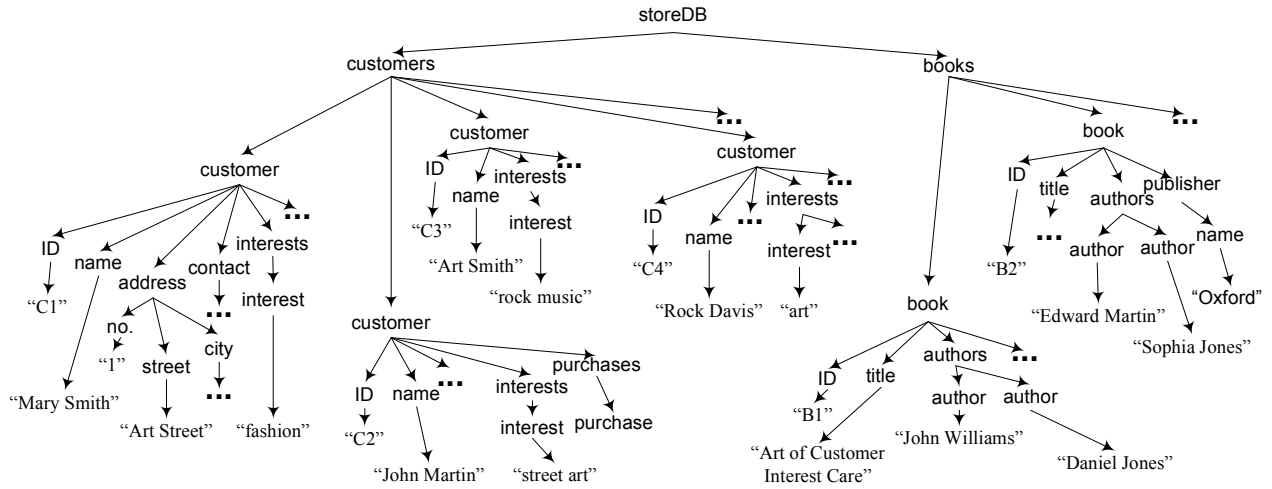 storeDB
customers
books
customer
customer
customer
book
ID
name
address
contact
interests
...
ID
name
interests
...
ID
name
...
interests
...
...
ID
title
authors
publisher
...
"C1"
no.
street
city
...
interest
"C3"
interest
"C4"
interest
...
...
author
author
name
"Mary Smith"
"1"
"Art Street"
...
"fashion"
"Art Smith"
"rock music"
"Rock Davis"
"art"
"B2"
"Edward Martin"
"Sophia Jones"
"Oxford"
customer
book
ID
name
...
interests
purchases
ID
title
authors
...
"C2"
interest
purchase
"B1"
author
author
"John Martin"
"street art"
"Art of Customer
Interest Care"
"John Williams"
"Daniel Jones"